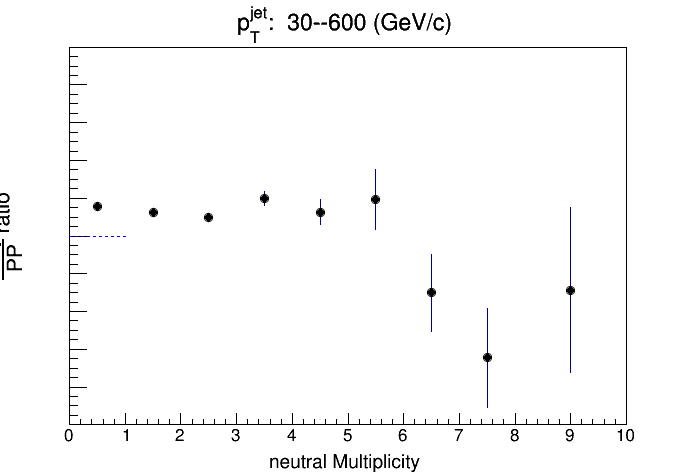 p_T^jet: 30--600 (GeV/c)
PP ratio
0 1 2 3 4 5 6 7 8 9 10
neutral Multiplicity